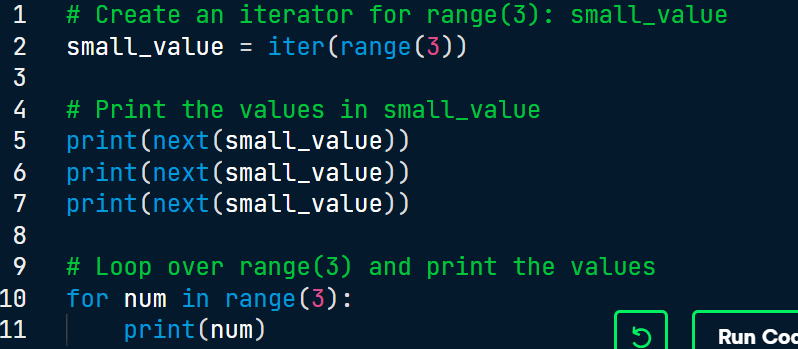 1 # Create an iterator for range(3): small_value
2 small_value = iter(range(3))
3
4 # Print the values in small_value
5 print(next(small_value))
6 print(next(small_value))
7 print(next(small_value))
8
9 # Loop over range(3) and print the values
10 for num in range(3):
11     print(num)
Run